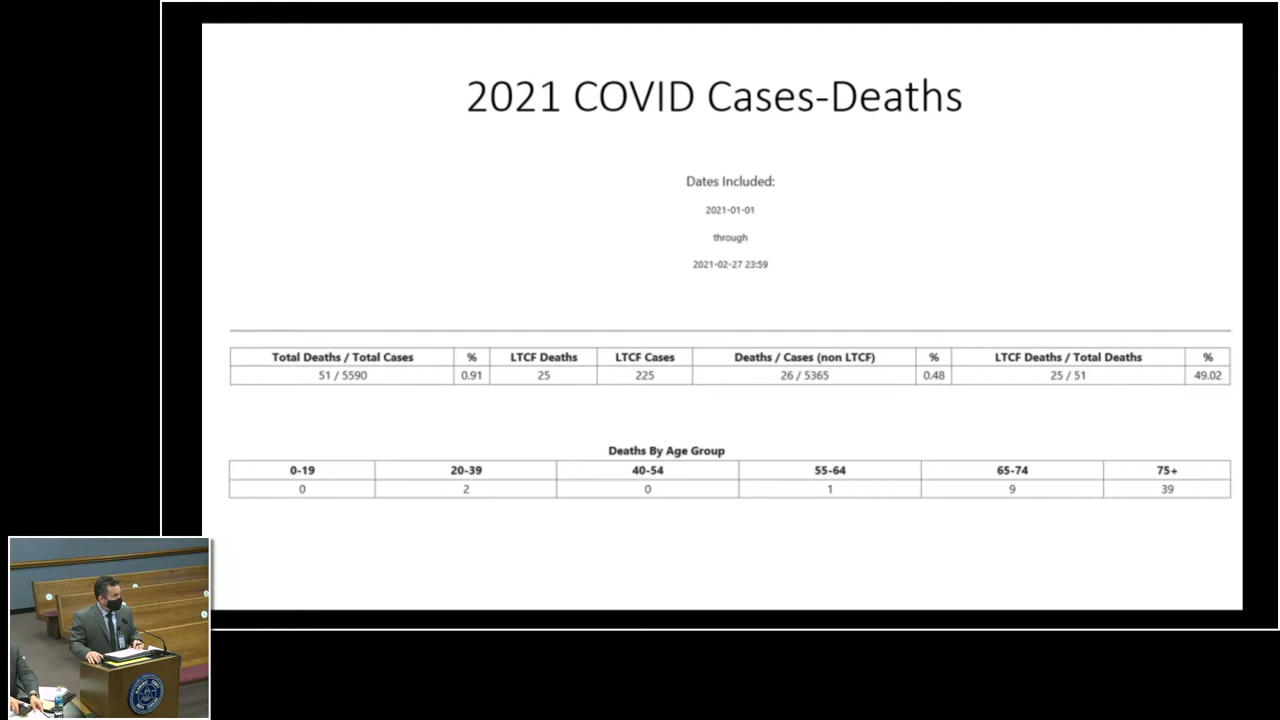 2021 COVID Cases-Deaths
Dates Included:
2021-01-01
through
2021-02-27 23:59
Total Deaths / Total Cases % LTCF Deaths LTCF Cases Deaths / Cases (non LTCF) % LTCF Deaths / Total Deaths %
51 / 5590 0.91 25 225 26 / 5365 0.48 25 / 51 49.02
Deaths By Age Group
0-19 20-39 40-54 55-64 65-74 75+
0 2 0 1 9 39